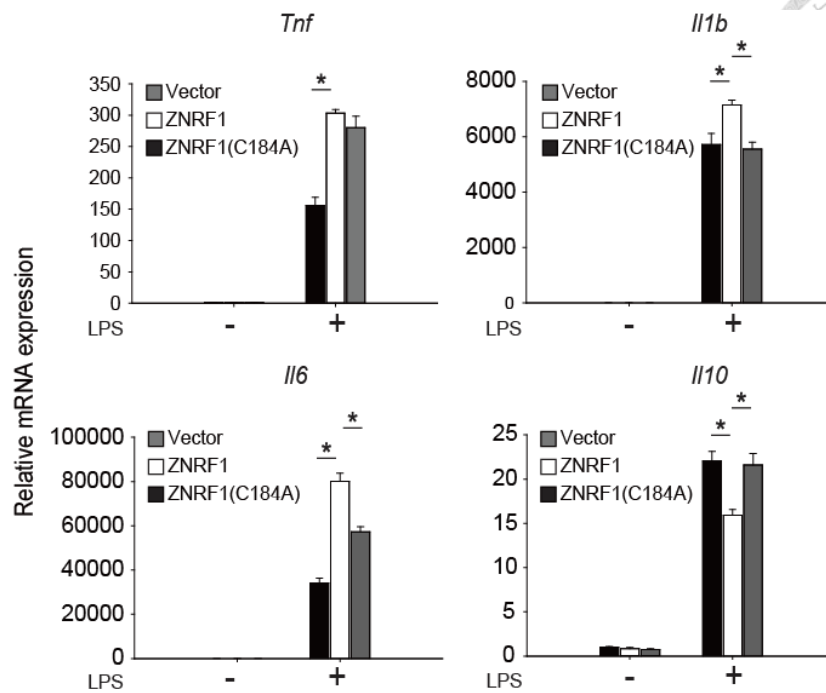 Relative mRNA expression
Tnf
350
300
250
200
150
100
50
0
Vector
ZNRF1
ZNRF1(C184A)
*
LPS - +
Il1b
8000
6000
4000
2000
0
Vector
ZNRF1
ZNRF1(C184A)
* *
LPS - +
Il6
100000
80000
60000
40000
20000
0
Vector
ZNRF1
ZNRF1(C184A)
* *
LPS - +
Il10
25
20
15
10
5
0
Vector
ZNRF1
ZNRF1(C184A)
* *
LPS - +